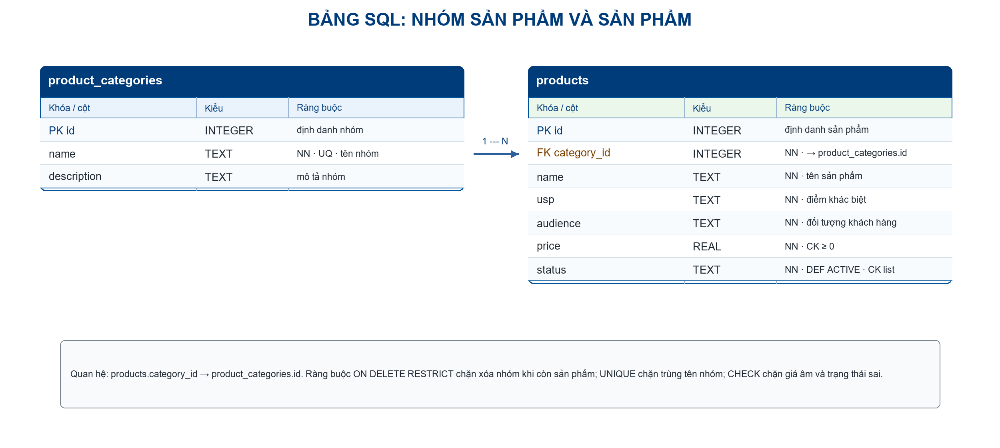 BẢNG SQL: NHÓM SẢN PHẨM VÀ SẢN PHẨM
product_categories
Khóa / cột Kiểu Ràng buộc
PK id INTEGER định danh nhóm
name TEXT NN · UQ · tên nhóm
description TEXT mô tả nhóm
1 --- N
products
Khóa / cột Kiểu Ràng buộc
PK id INTEGER định danh sản phẩm
FK category_id INTEGER NN · → product_categories.id
name TEXT NN · tên sản phẩm
usp TEXT NN · điểm khác biệt
audience TEXT NN · đối tượng khách hàng
price REAL NN · CK ≥ 0
status TEXT NN · DEF ACTIVE · CK list
Quan hệ: products.category_id → product_categories.id. Ràng buộc ON DELETE RESTRICT chặn xóa nhóm khi còn sản phẩm; UNIQUE chặn trùng tên nhóm; CHECK chặn giá âm và trạng thái sai.